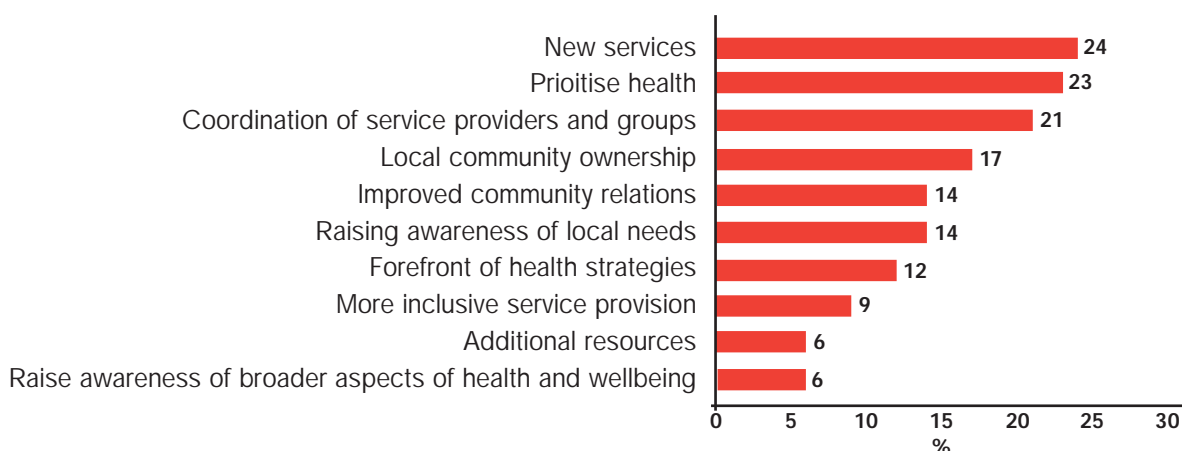 New services 24
Prioitise health 23
Coordination of service providers and groups 21
Local community ownership 17
Improved community relations 14
Raising awareness of local needs 14
Forefront of health strategies 12
More inclusive service provision 9
Additional resources 6
Raise awareness of broader aspects of health and wellbeing 6
0 5 10 15 20 25 30
%